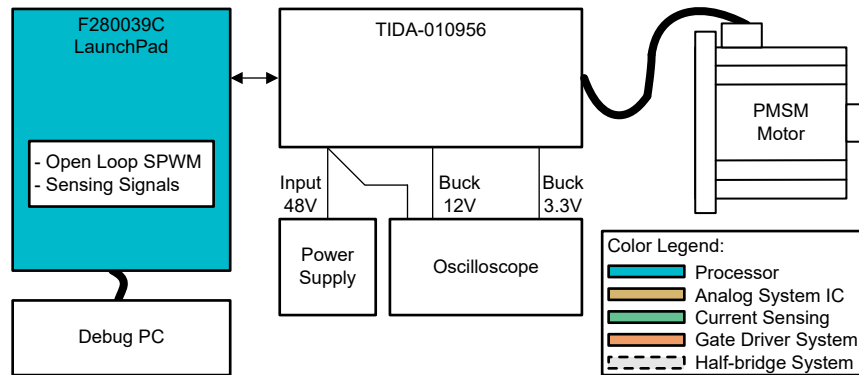 F280039C
LaunchPad
- Open Loop SPWM
- Sensing Signals
Debug PC
TIDA-010956
Input
48V
Buck
12V
Buck
3.3V
Power
Supply
Oscilloscope
PMSM
Motor
Color Legend:
Processor
Analog System IC
Current Sensing
Gate Driver System
Half-bridge System